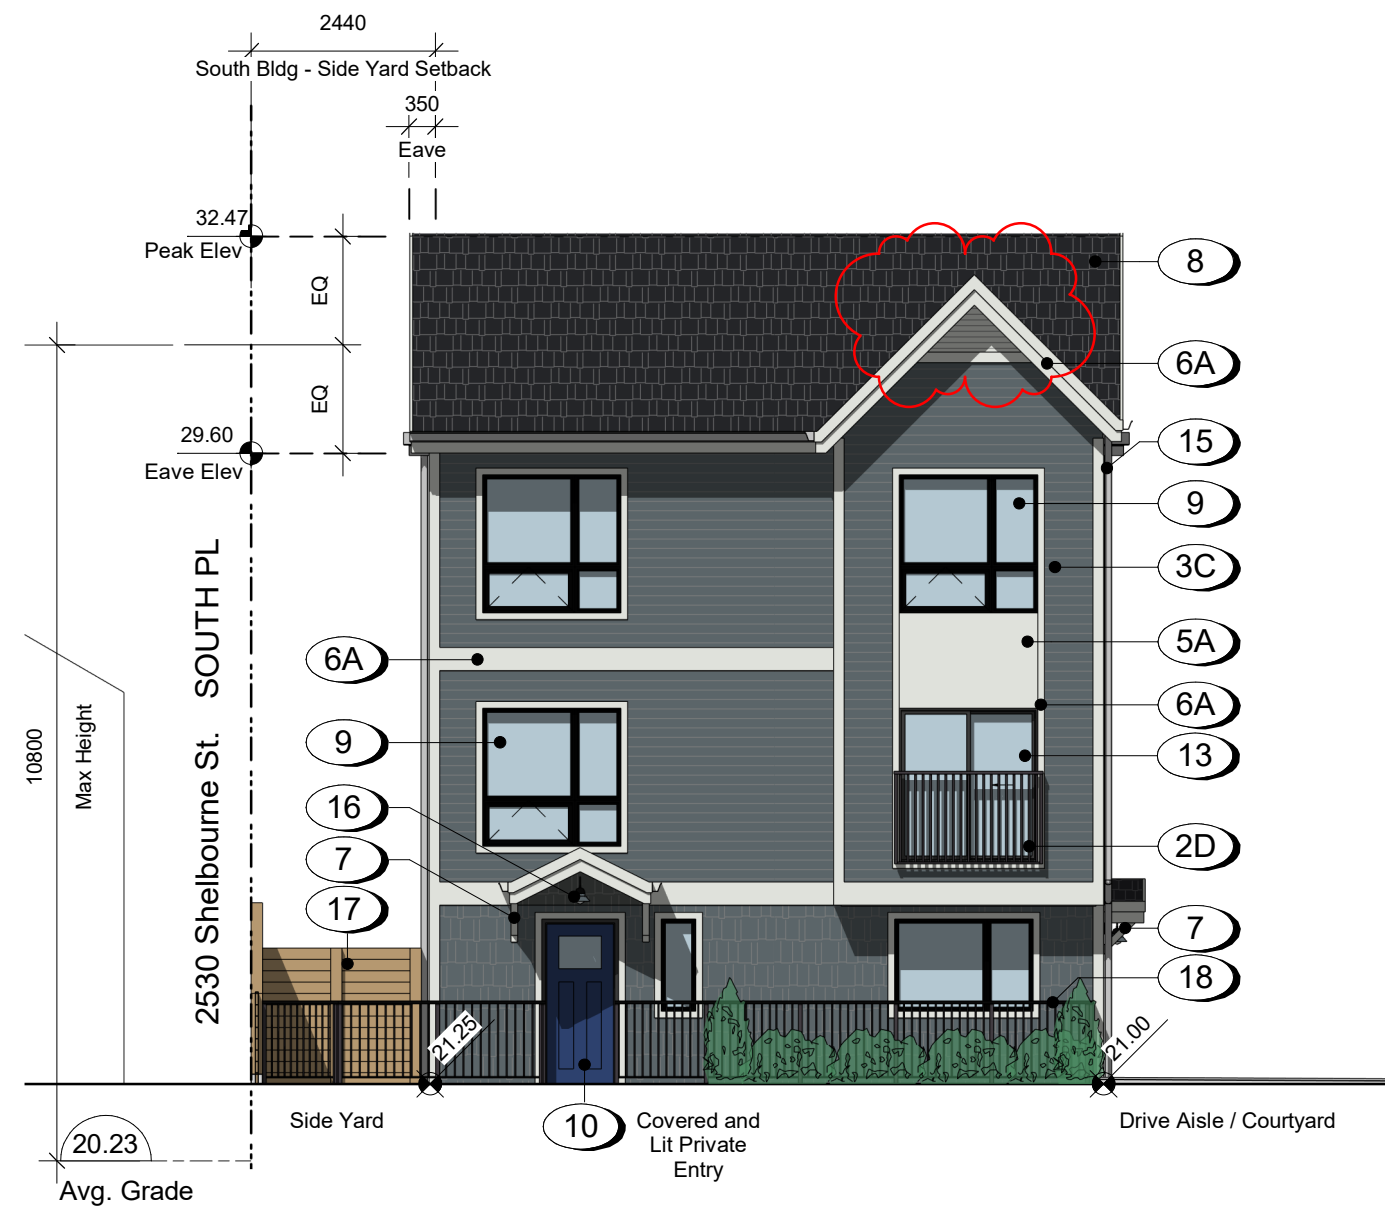 2440
South Bldg - Side Yard Setback
350
Eave
32.47
Peak Elev
EQ
EQ
29.60
Eave Elev
8
6A
15
9
3C
5A
6A
13
2D
7
18
6A
9
16
7
17
10
2530 Shelbourne St. SOUTH PL
10800
Max Height
21.25
21.00
Side Yard
Covered and
Lit Private
Entry
Drive Aisle / Courtyard
20.23
Avg. Grade